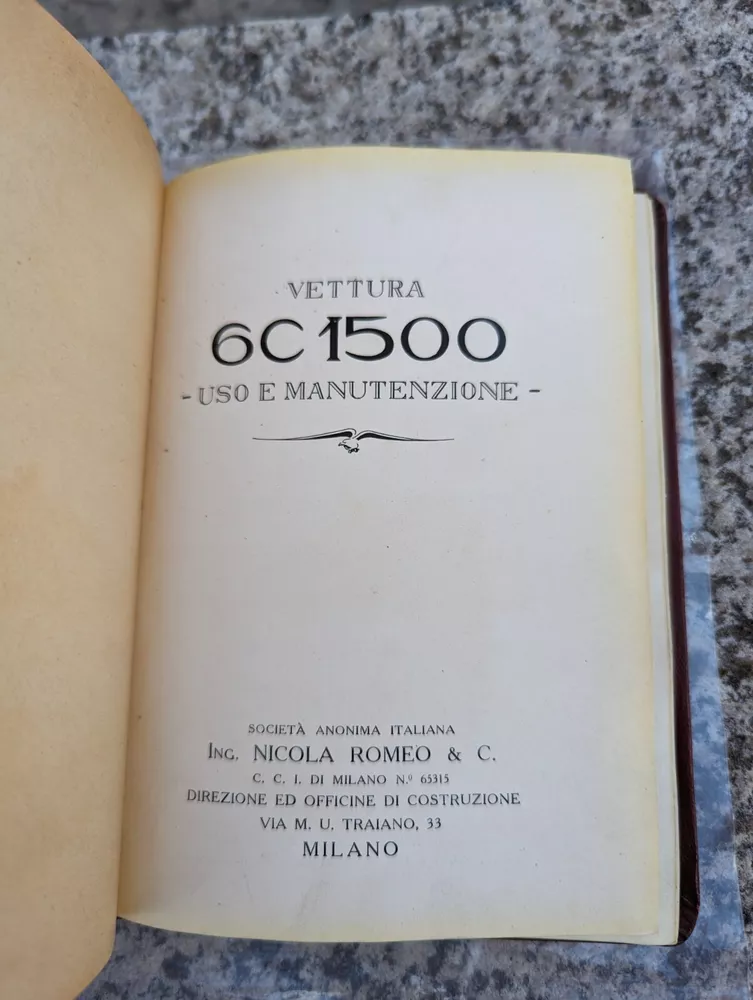 VETTURA
6C 1500
- USO E MANUTENZIONE -
SOCIETÀ ANONIMA ITALIANA
ING. NICOLA ROMEO & C.
C. C. I. DI MILANO N.º 65315
DIREZIONE ED OFFICINE DI COSTRUZIONE
VIA M. U. TRAIANO, 33
MILANO